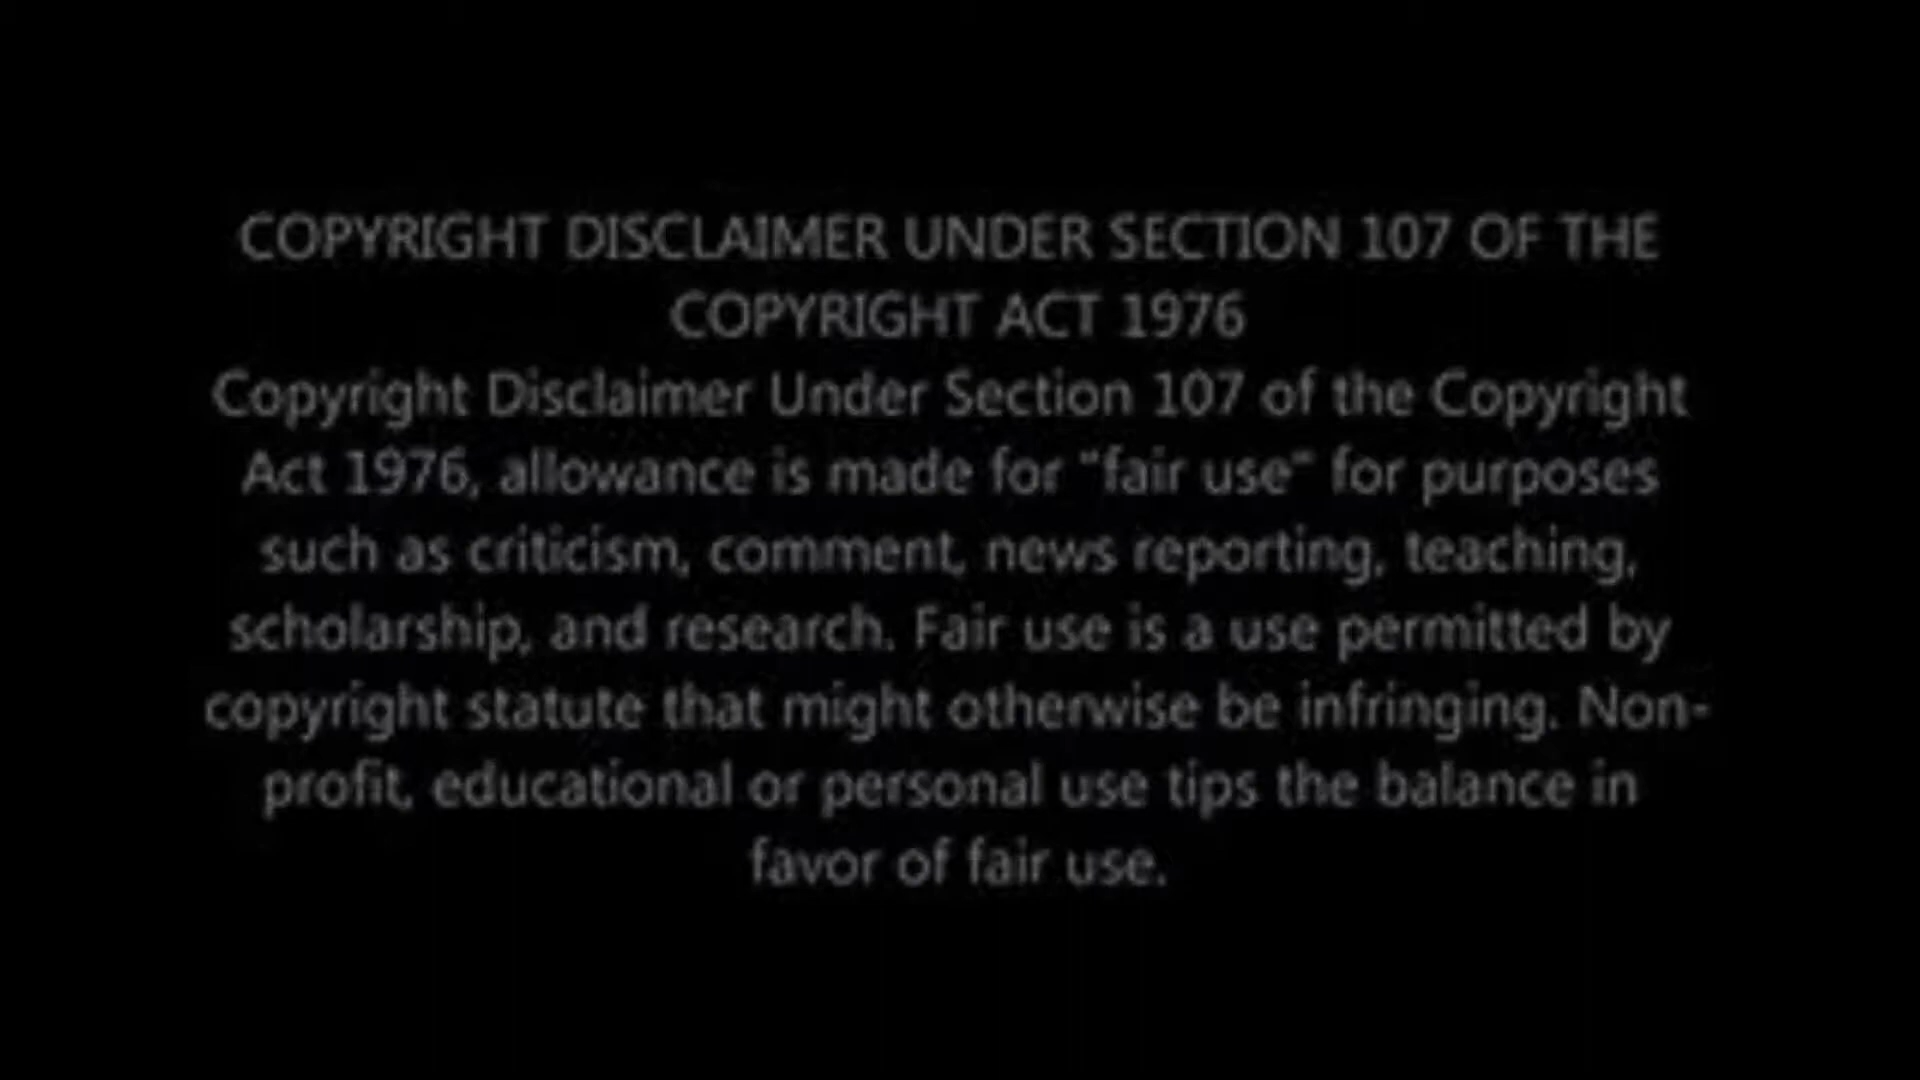 COPYRIGHT DISCLAIMER UNDER SECTION 107 OF THE
COPYRIGHT ACT 1976
Copyright Disclaimer Under Section 107 of the Copyright
Act 1976, allowance is made for "fair use" for purposes
such as criticism, comment, news reporting, teaching,
scholarship, and research. Fair use is a use permitted by
copyright statute that might otherwise be infringing. Non-
profit, educational or personal use tips the balance in
favor of fair use.